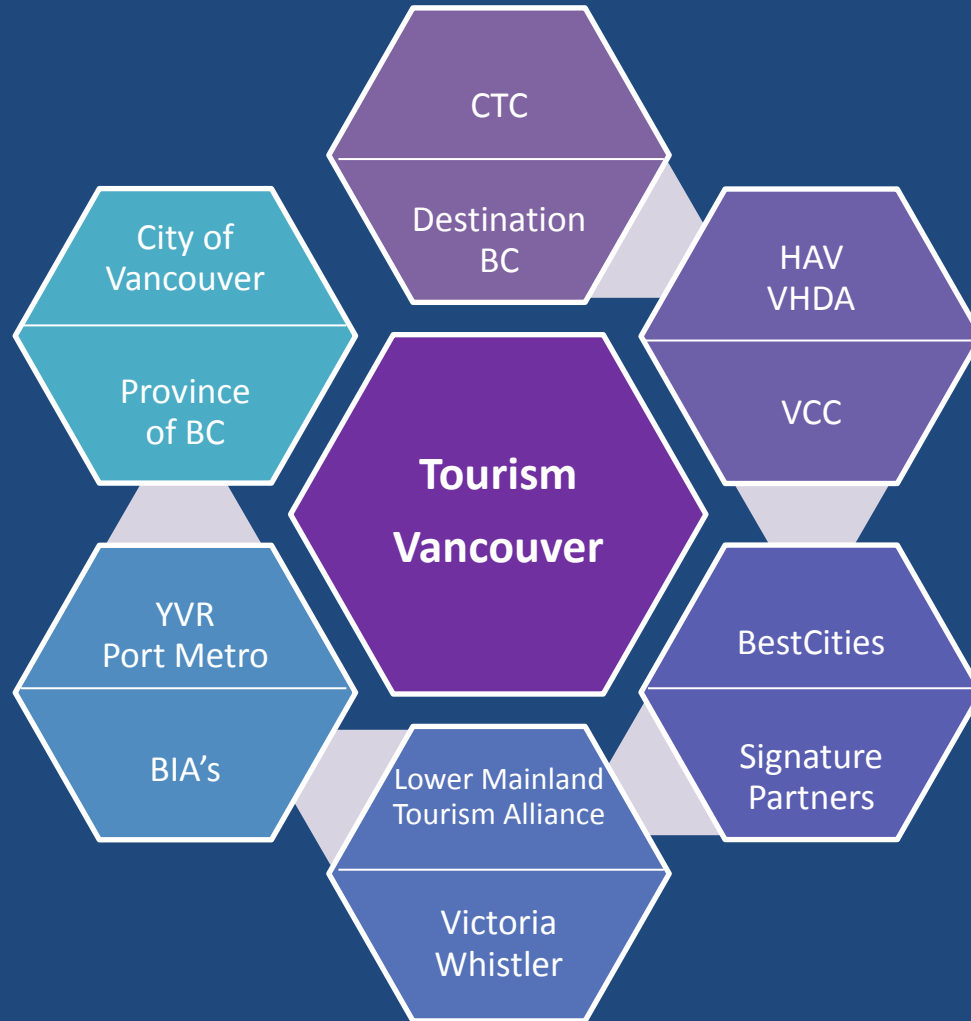 CTC
Destination
BC
City of
Vancouver
Province
of BC
HAV
VHDA
VCC
Tourism
Vancouver
YVR
Port Metro
BIA’s
BestCities
Signature
Partners
Lower Mainland
Tourism Alliance
Victoria
Whistler